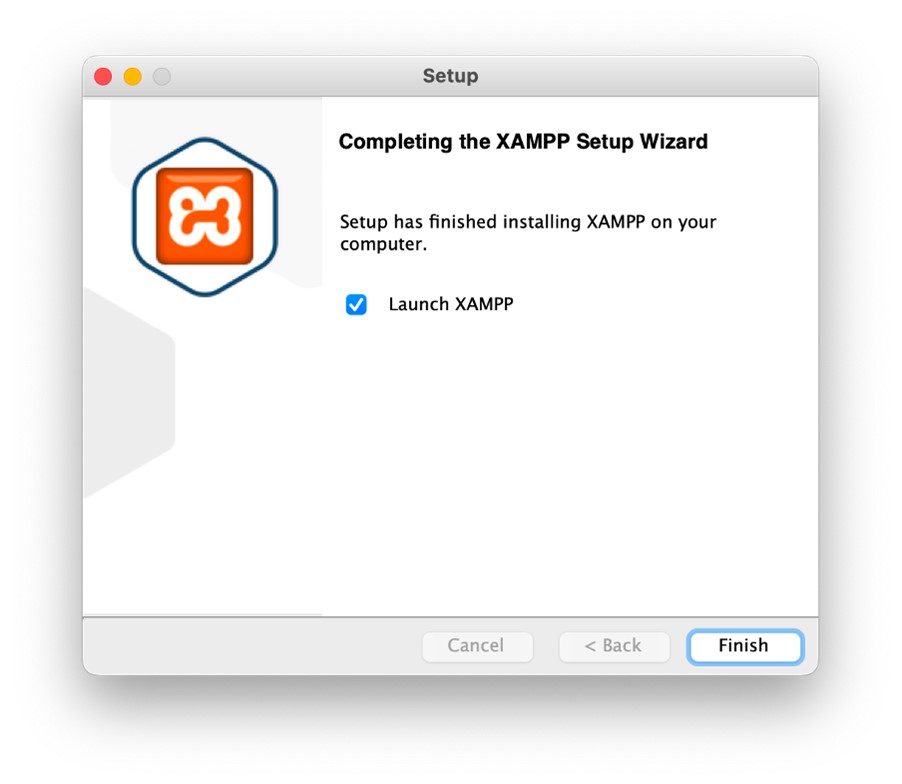 Setup
Completing the XAMPP Setup Wizard
Setup has finished installing XAMPP on your
computer.
Launch XAMPP
Cancel
< Back
Finish